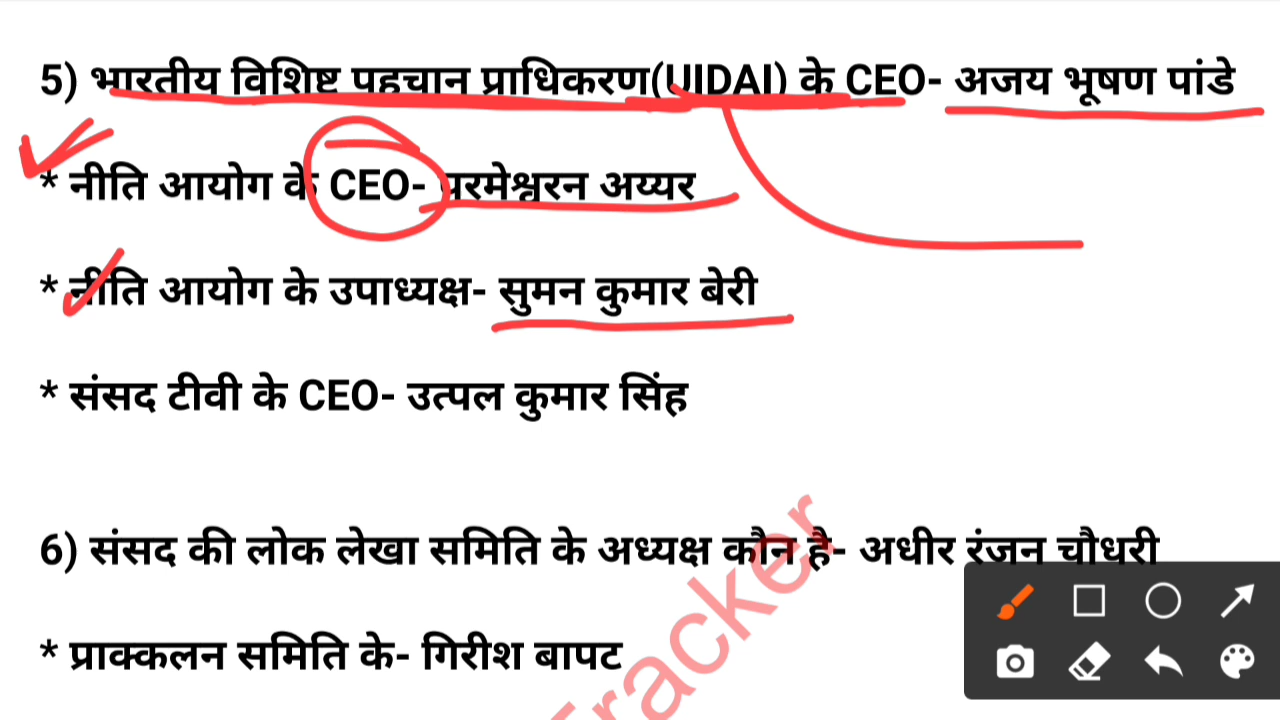 5) भारतीय विशिष्ट पहचान प्राधिकरण(UIDAI) के CEO- अजय भूषण पांडे
* नीति आयोग के CEO- परमेश्वरन अय्यर
* नीति आयोग के उपाध्यक्ष- सुमन कुमार बेरी
* संसद टीवी के CEO- उत्पल कुमार सिंह
6) संसद की लोक लेखा समिति के अध्यक्ष कौन है- अधीर रंजन चौधरी
* प्राक्कलन समिति के- गिरीश बापट
Tracker